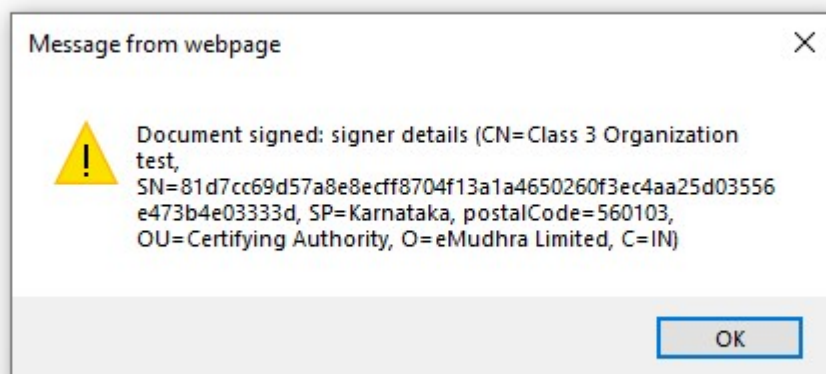 Message from webpage
Document signed: signer details (CN=Class 3 Organization
test,
SN=81d7cc69d57a8e8ecff8704f13a1a4650260f3ec4aa25d03556
e473b4e03333d, SP=Karnataka, postalCode=560103,
OU=Certifying Authority, O=eMudhra Limited, C=IN)
OK